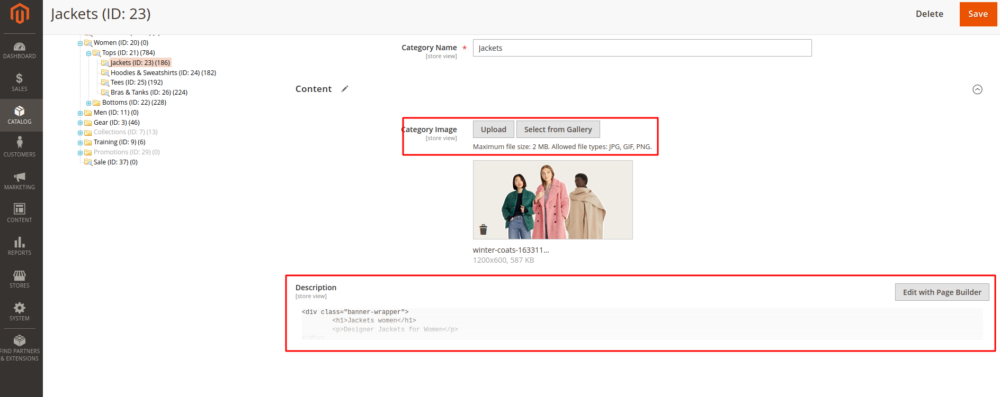 Jackets (ID: 23)
Delete
Save
DASHBOARD
SALES
CATALOG
CUSTOMERS
MARKETING
CONTENT
REPORTS
STORES
SYSTEM
FIND PARTNERS
& EXTENSIONS
Women (ID: 20) (0)
Tops (ID: 21) (784)
Jackets (ID: 23) (186)
Hoodies & Sweatshirts (ID: 24) (182)
Tees (ID: 25) (192)
Bras & Tanks (ID: 26) (224)
Bottoms (ID: 22) (228)
Men (ID: 11) (0)
Gear (ID: 3) (46)
Collections (ID: 7) (13)
Training (ID: 9) (6)
Promotions (ID: 29) (0)
Sale (ID: 37) (0)
Category Name * Jackets
[store view]
Content
Category Image Upload Select from Gallery
[store view]
Maximum file size: 2 MB. Allowed file types: JPG, GIF, PNG.
winter-coats-163311...
1200x600, 587 KB
Description
[store view]
Edit with Page Builder
<div class="banner-wrapper">
<h1>Jackets women</h1>
<p>Designer Jackets for Women</p>
</div>